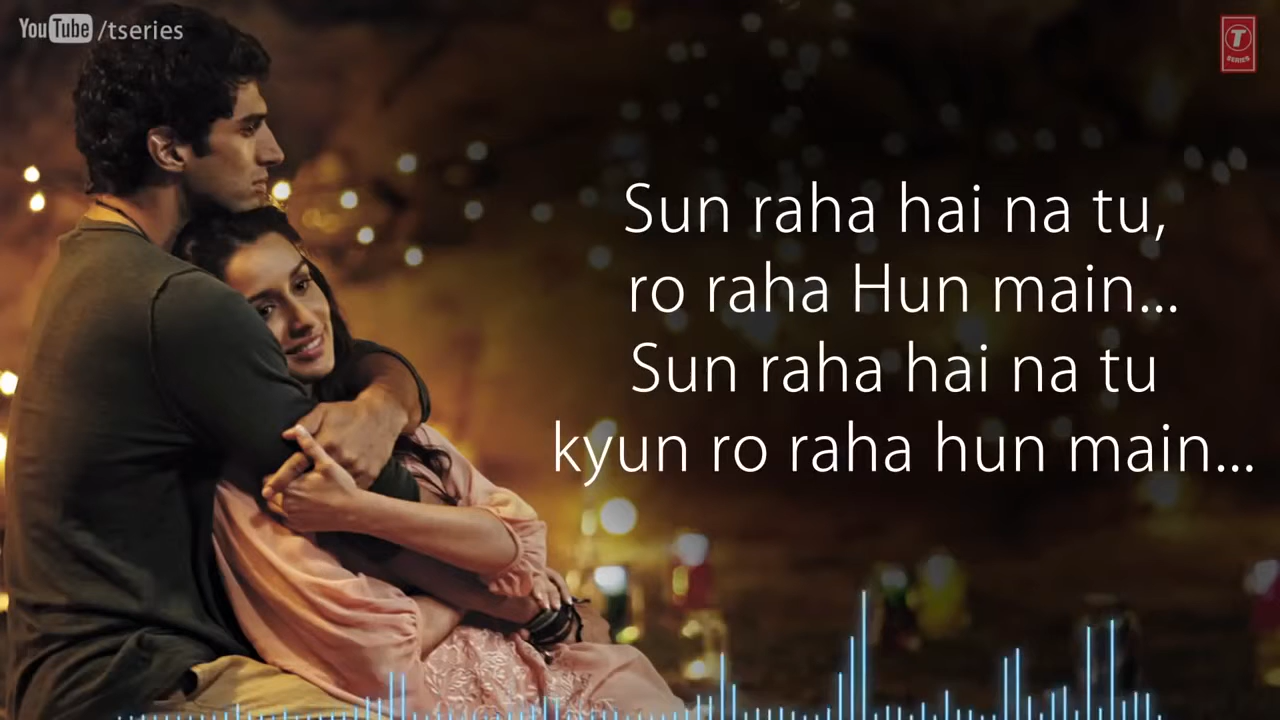 YouTube /tseries
T
SERIES
Sun raha hai na tu,
ro raha Hun main...
Sun raha hai na tu
kyun ro raha hun main...